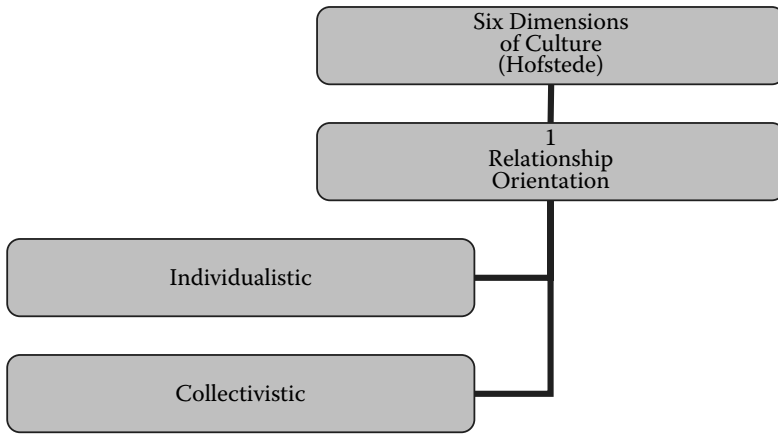 Six Dimensions
of Culture
(Hofstede)
1
Relationship
Orientation
Individualistic
Collectivistic